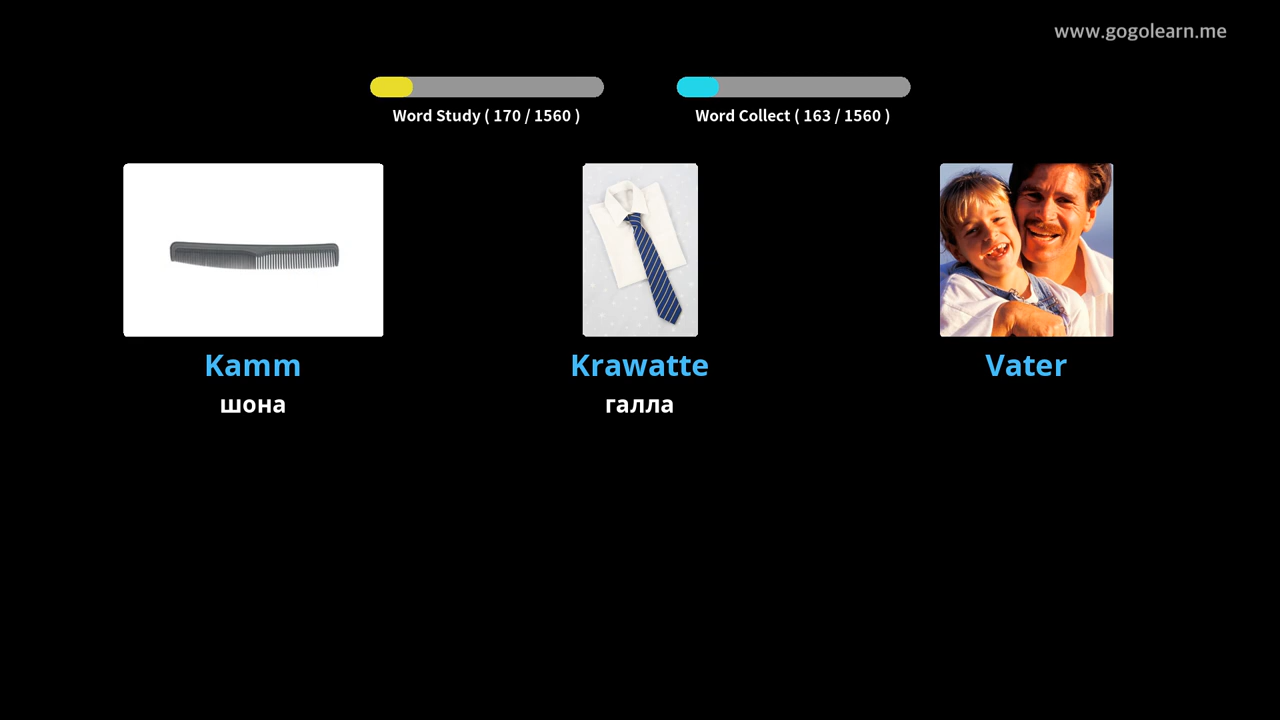 www.gogolearn.me
Word Study ( 170 / 1560 )
Word Collect ( 163 / 1560 )
Kamm
шона
Krawatte
галла
Vater